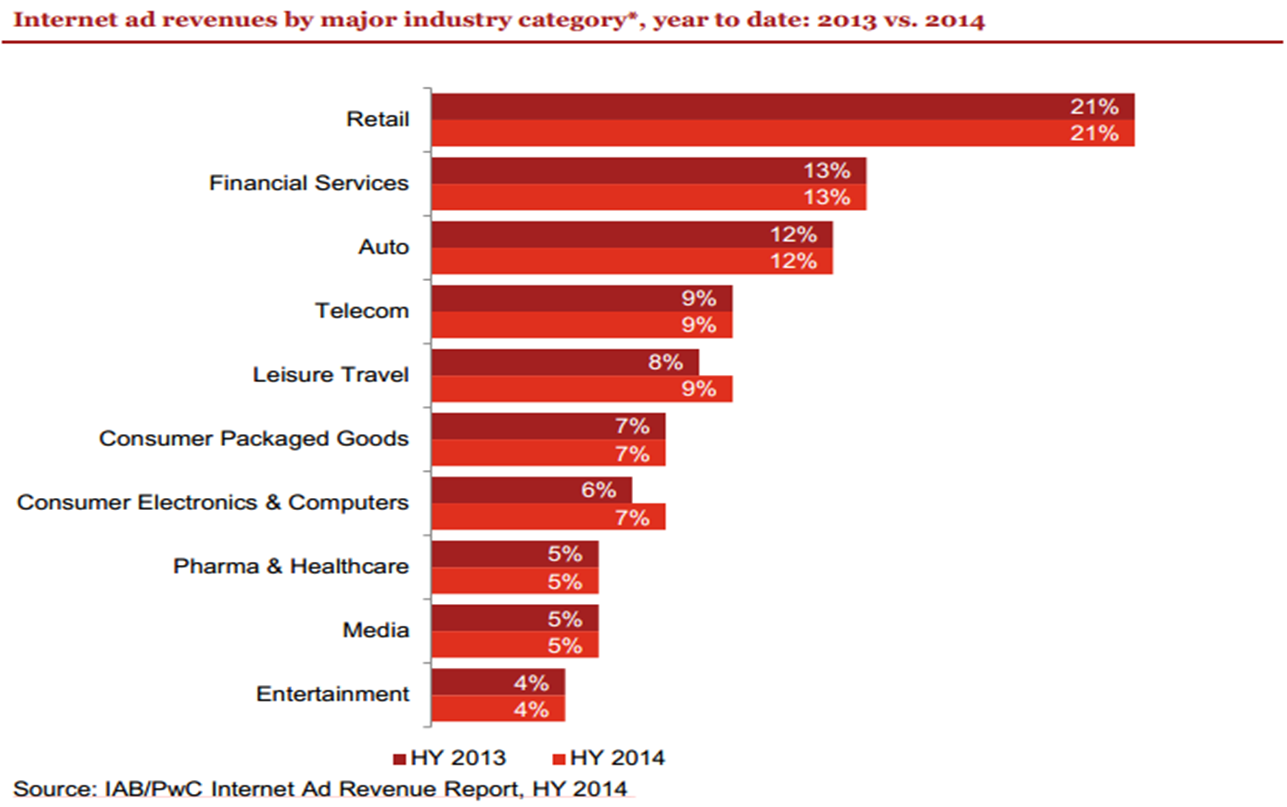 Internet ad revenues by major industry category*, year to date: 2013 vs. 2014
Retail
21%
21%
Financial Services
13%
13%
Auto
12%
12%
Telecom
9%
9%
Leisure Travel
8%
9%
Consumer Packaged Goods
7%
7%
Consumer Electronics & Computers
6%
7%
Pharma & Healthcare
5%
5%
Media
5%
5%
Entertainment
4%
4%
HY 2013 HY 2014
Source: IAB/PwC Internet Ad Revenue Report, HY 2014